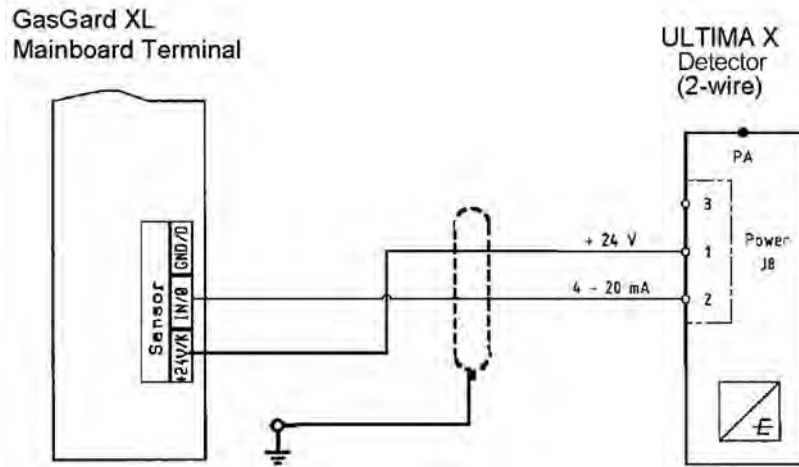 GasGard XL
Mainboard Terminal
ULTIMA X
Detector
(2-wire)
PA
3
+ 24 V
1
Power
J8
4 - 20 mA
2
Sensor
GND/D
IN/0
+24V/K
E